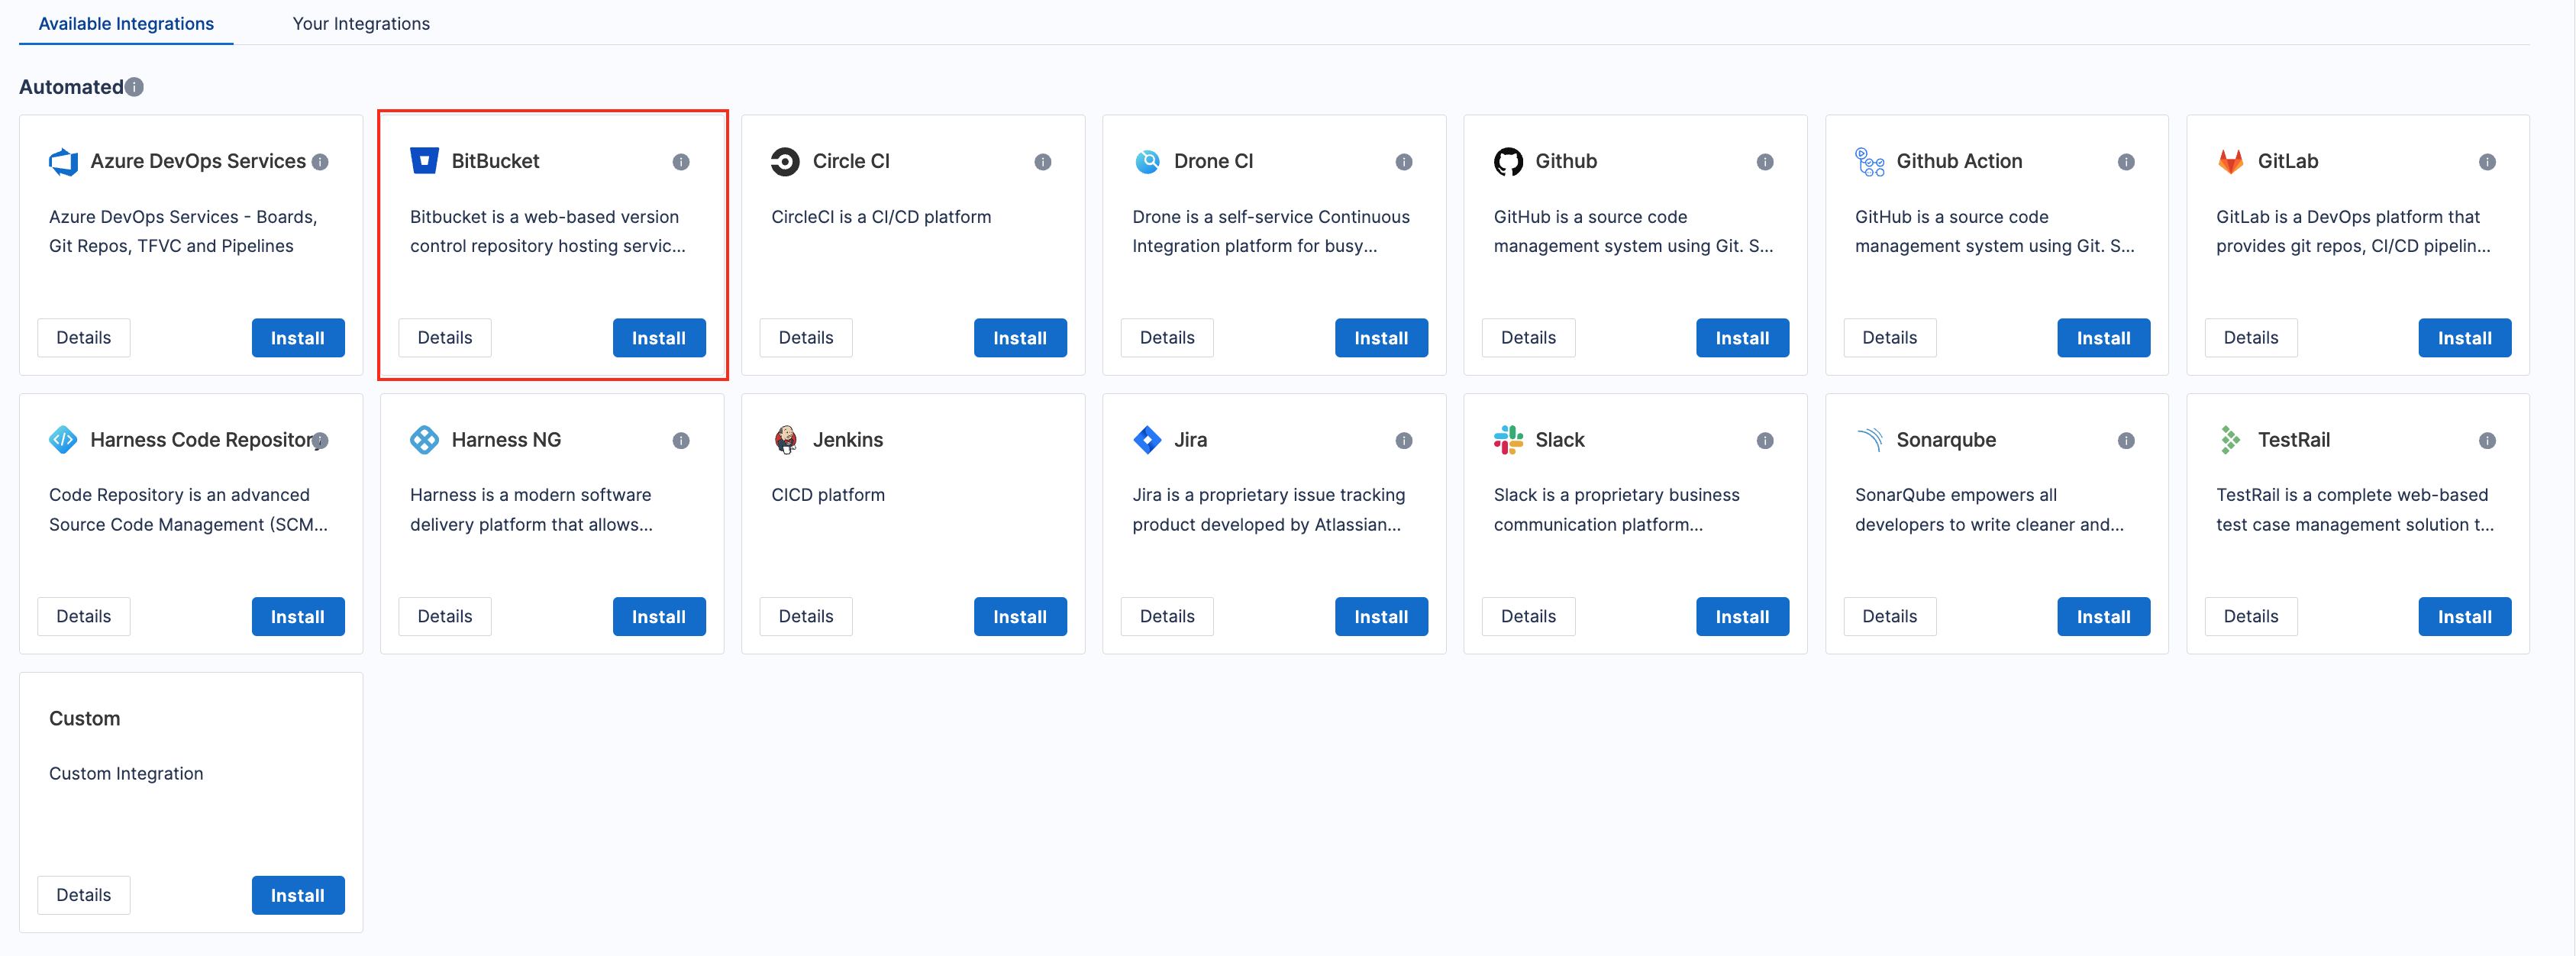 Available Integrations
Your Integrations
Automated
Azure DevOps Services
Azure DevOps Services - Boards,
Git Repos, TFVC and Pipelines
Details
Install
BitBucket
Bitbucket is a web-based version
control repository hosting servic...
Details
Install
Circle CI
CircleCI is a CI/CD platform
Details
Install
Drone CI
Drone is a self-service Continuous
Integration platform for busy...
Details
Install
Github
GitHub is a source code
management system using Git. S...
Details
Install
Github Action
GitHub is a source code
management system using Git. S...
Details
Install
GitLab
GitLab is a DevOps platform that
provides git repos, CI/CD pipelin...
Details
Install
Harness Code Repository
Code Repository is an advanced
Source Code Management (SCM...
Details
Install
Harness NG
Harness is a modern software
delivery platform that allows...
Details
Install
Jenkins
CICD platform
Details
Install
Jira
Jira is a proprietary issue tracking
product developed by Atlassian...
Details
Install
Slack
Slack is a proprietary business
communication platform...
Details
Install
Sonarqube
SonarQube empowers all
developers to write cleaner and...
Details
Install
TestRail
TestRail is a complete web-based
test case management solution t...
Details
Install
Custom
Custom Integration
Details
Install